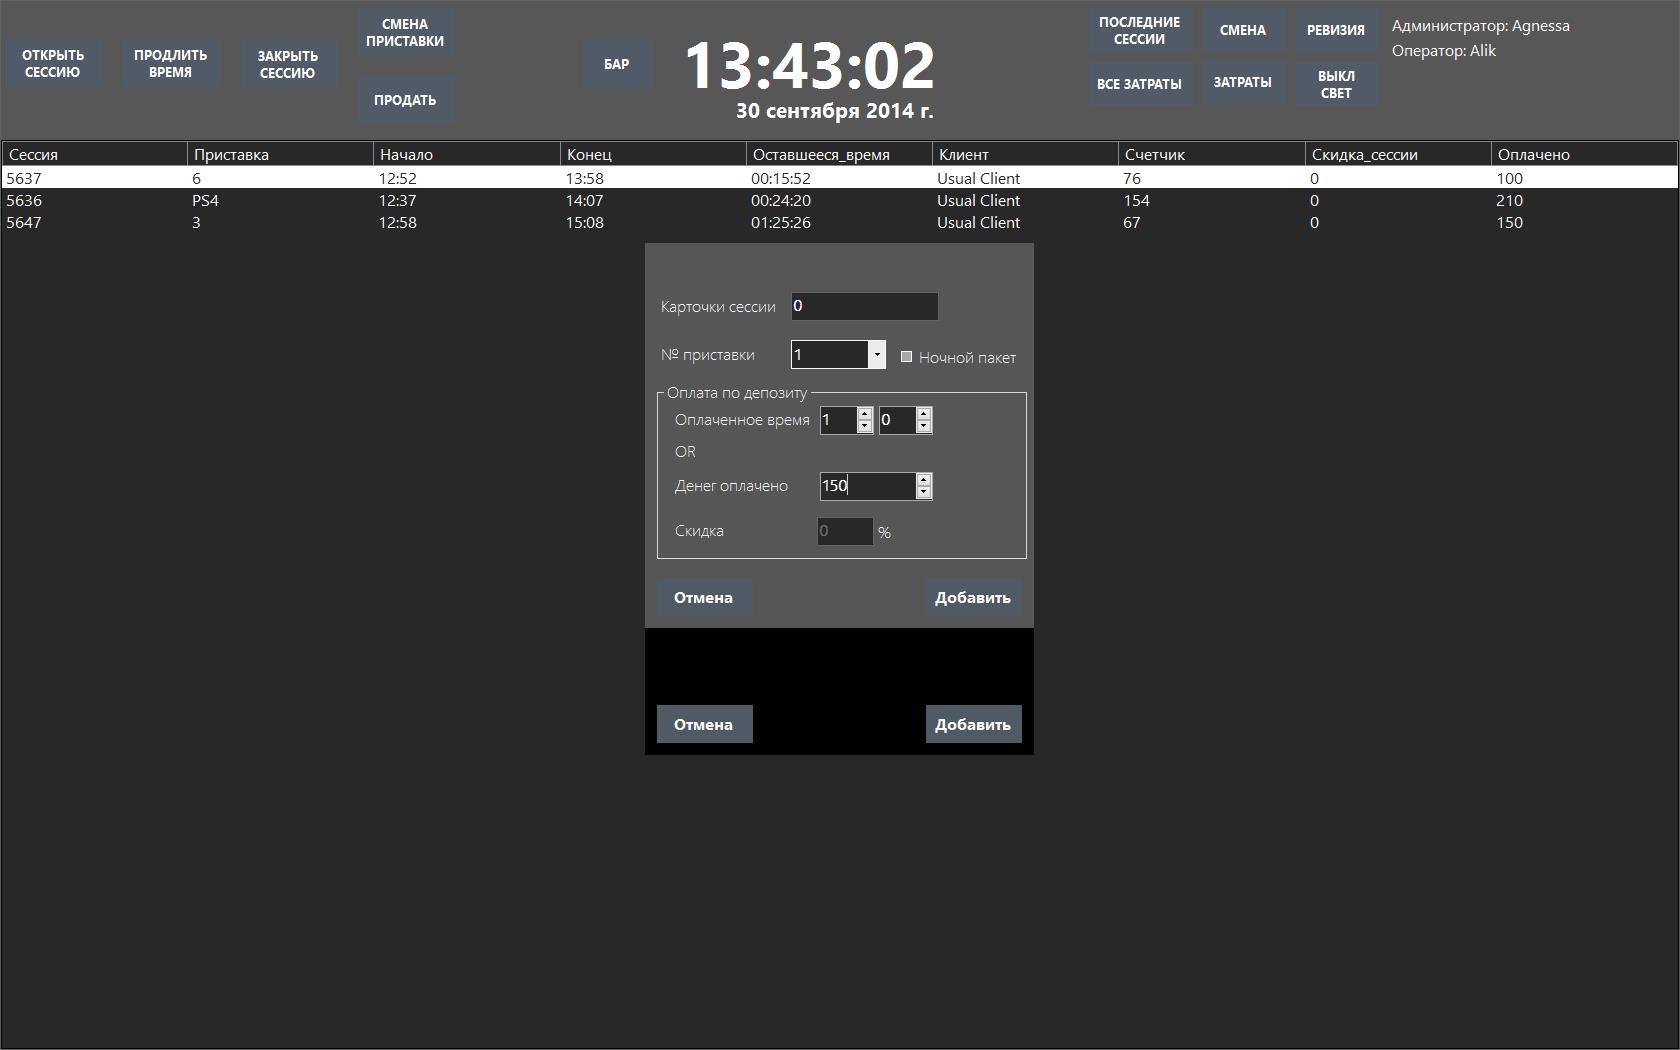 ОТКРЫТЬ
СЕССИЮ
ПРОДЛИТЬ
ВРЕМЯ
ЗАКРЫТЬ
СЕССИЮ
СМЕНА
ПРИСТАВКИ
ПРОДАТЬ
БАР
13:43:02
30 сентября 2014 г.
ПОСЛЕДНИЕ
СЕССИИ
СМЕНА
РЕВИЗИЯ
ВСЕ ЗАТРАТЫ
ЗАТРАТЫ
ВЫКЛ
СВЕТ
Администратор: Agnessa
Оператор: Alik
Сессия Приставка Начало Конец Оставшееся_время Клиент Счетчик Скидка_сессии Оплачено
5637 6 12:52 13:58 00:15:52 Usual Client 76 0 100
5636 PS4 12:37 14:07 00:24:20 Usual Client 154 0 210
5647 3 12:58 15:08 01:25:26 Usual Client 67 0 150
Карточки сессии 0
№ приставки 1 Ночной пакет
Оплата по депозиту
Оплаченное время 1 0
OR
Денег оплачено 150
Скидка 0 %
Отмена Добавить
Отмена Добавить